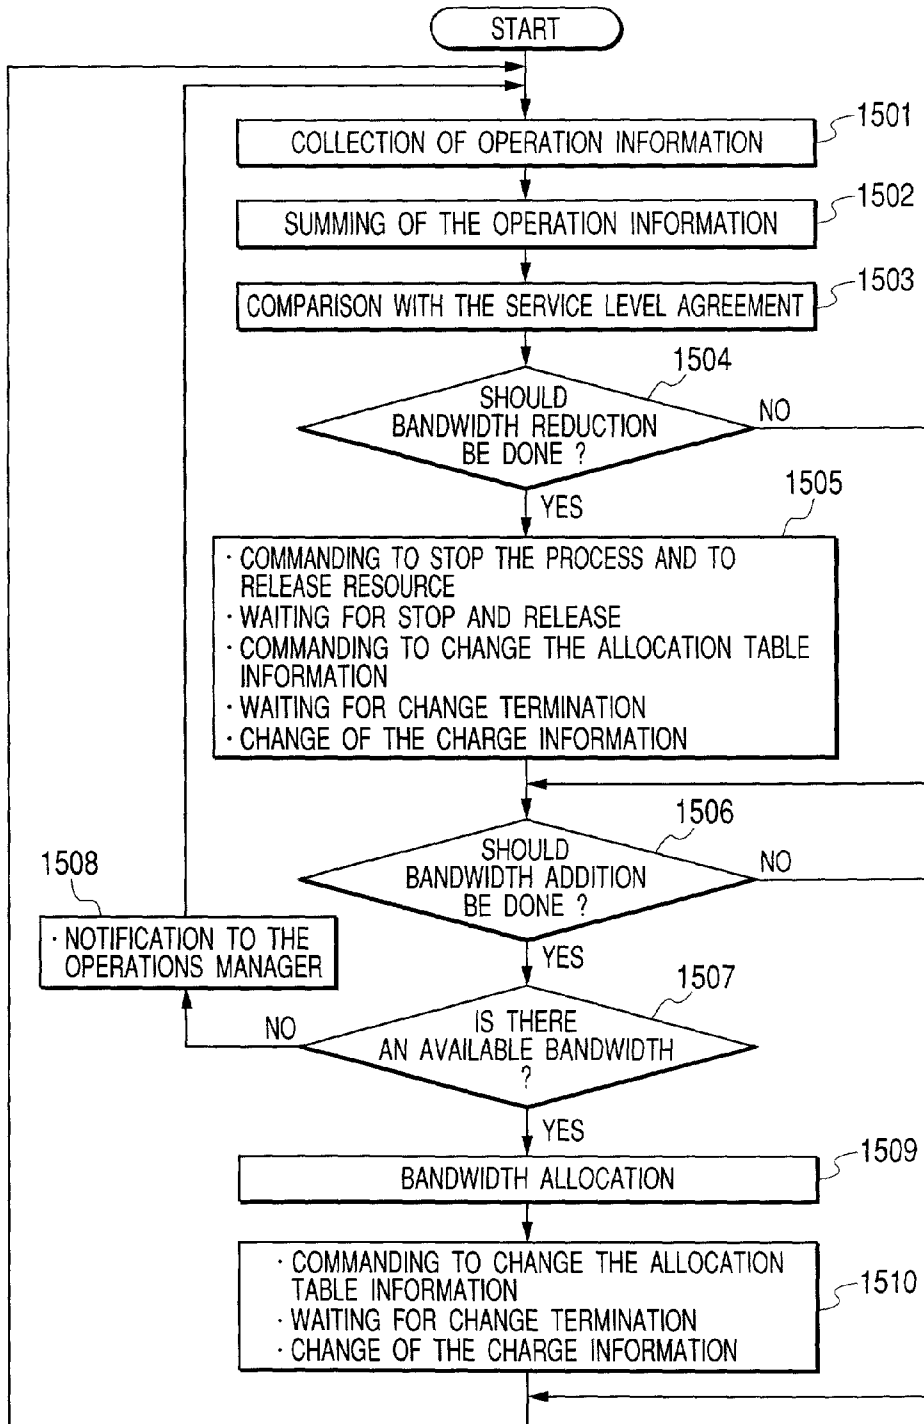 START
1501
COLLECTION OF OPERATION INFORMATION
1502
SUMMING OF THE OPERATION INFORMATION
1503
COMPARISON WITH THE SERVICE LEVEL AGREEMENT
1504
SHOULD
BANDWIDTH REDUCTION
BE DONE ?
NO
YES
1505
· COMMANDING TO STOP THE PROCESS AND TO
RELEASE RESOURCE
· WAITING FOR STOP AND RELEASE
· COMMANDING TO CHANGE THE ALLOCATION TABLE
INFORMATION
· WAITING FOR CHANGE TERMINATION
· CHANGE OF THE CHARGE INFORMATION
1506
SHOULD
BANDWIDTH ADDITION
BE DONE ?
NO
YES
1508
· NOTIFICATION TO THE
OPERATIONS MANAGER
1507
IS THERE
AN AVAILABLE BANDWIDTH
?
NO
YES
1509
BANDWIDTH ALLOCATION
· COMMANDING TO CHANGE THE ALLOCATION
TABLE INFORMATION
· WAITING FOR CHANGE TERMINATION
· CHANGE OF THE CHARGE INFORMATION
1510